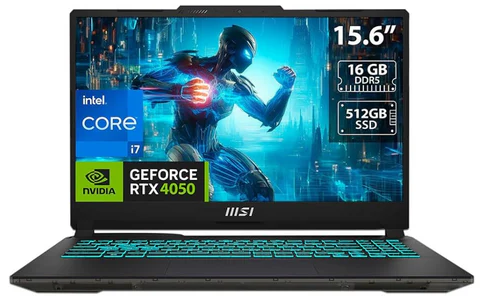 15.6”
16 GB
DDR5
512GB
SSD
intel
CORE
i7
NVIDIA
GEFORCE
RTX 4050
msi